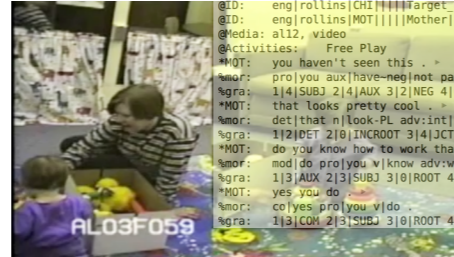 @ID: eng|rollins|CHI|||||Target_
@ID: eng|rollins|MOT|||||Mother|
@Media: al12, video
@Activities: Free Play
*MOT: you haven't seen this .
%mor: pro|you aux|have~neg|not pa
%gra: 1|4|SUBJ 2|4|AUX 3|2|NEG 4|
*MOT: that looks pretty cool .
%mor: det|that n|look-PL adv:int|
%gra: 1|2|DET 2|0|INCROOT 3|4|JCT
*MOT: do you know how to work tha
%mor: mod|do pro|you v|know adv:w
%gra: 1|3|AUX 2|3|SUBJ 3|0|ROOT 4
*MOT: yes you do .
%mor: co|yes pro|you v|do .
%gra: 1|3|COM 2|3|SUBJ 3|0|ROOT 4
AL03F059